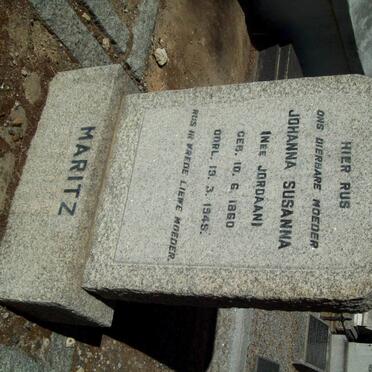 HIER RUS
ONS DIERBARE MOEDER
JOHANNA SUSANNA
(NEE JORDAAN)
GEB. 10. 6. 1860
OORL. 13. 3. 1945.
RUS IN VREDE LIEWE MOEDER.
MARITZ